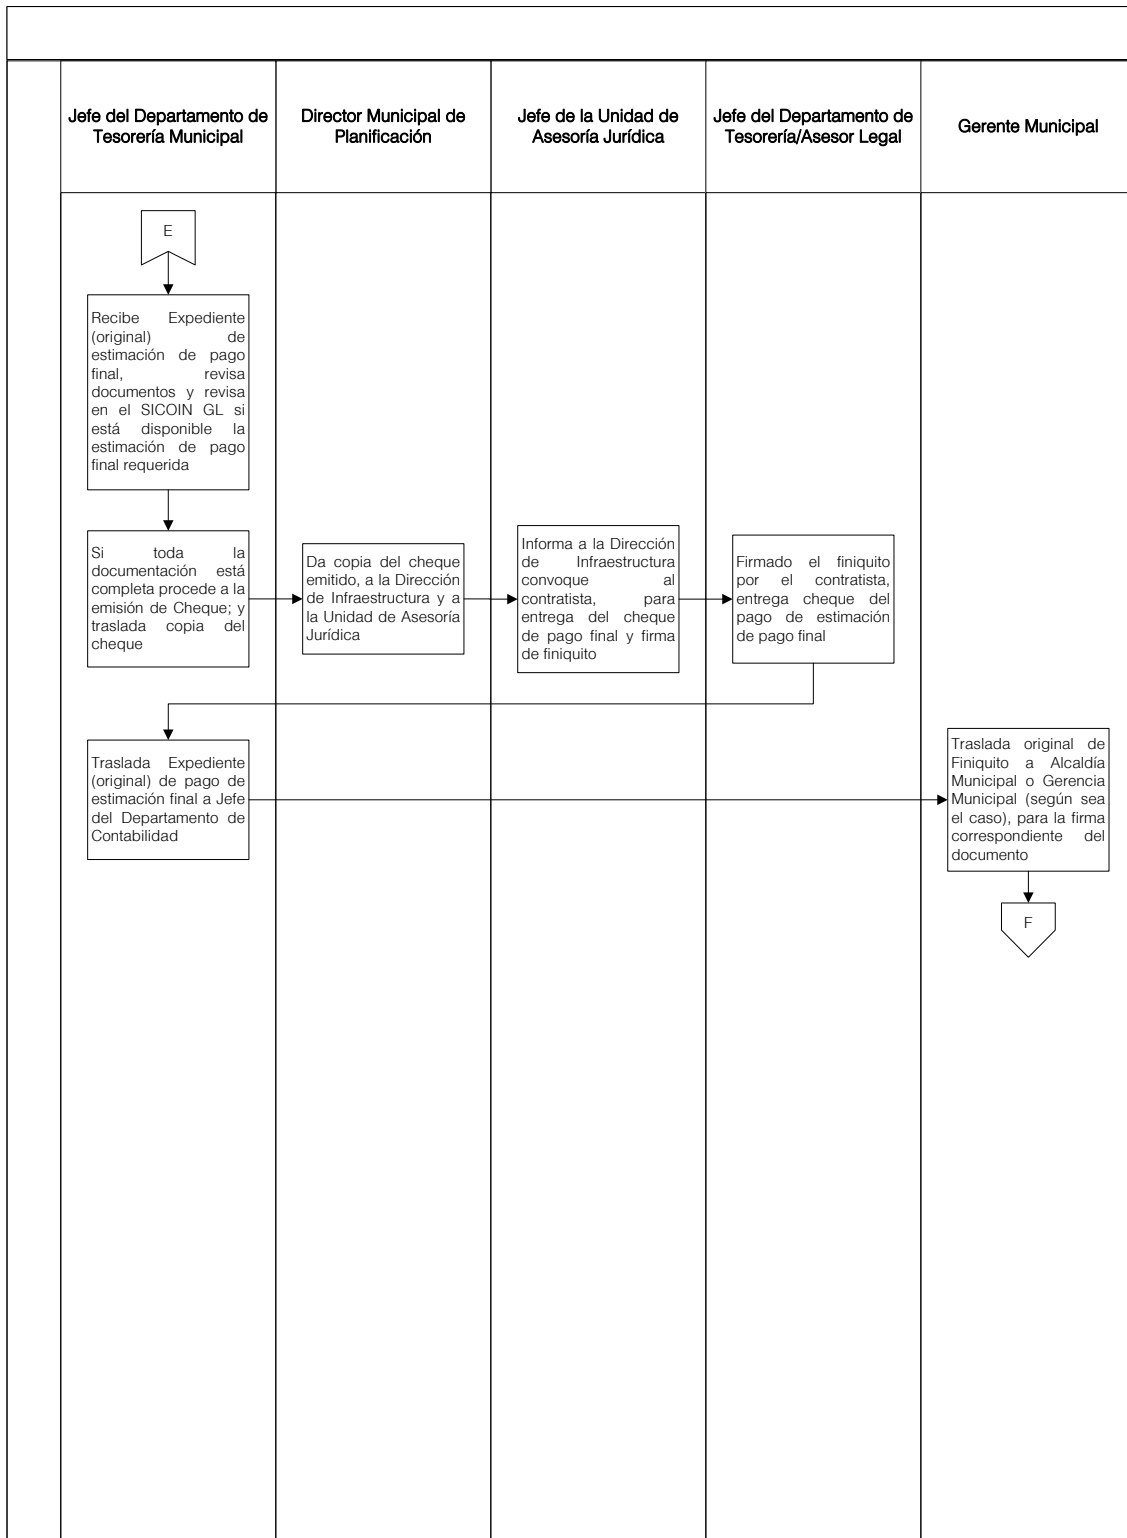 Jefe del Departamento de
Tesorería Municipal
Director Municipal de
Planificación
Jefe de la Unidad de
Asesoría Jurídica
Jefe del Departamento de
Tesorería/Asesor Legal
Gerente Municipal
E
Recibe Expediente
(original) de
estimación de pago
final, revisa
documentos y revisa
en el SICOIN GL si
está disponible la
estimación de pago
final requerida
Si toda la
documentación está
completa procede a la
emisión de Cheque; y
traslada copia del
cheque
Da copia del cheque
emitido, a la Dirección
de Infraestructura y a
la Unidad de Asesoría
Jurídica
Informa a la Dirección
de Infraestructura
convoque al
contratista, para
entrega del cheque
de pago final y firma
de finiquito
Firmado el finiquito
por el contratista,
entrega cheque del
pago de estimación
de pago final
Traslada Expediente
(original) de pago de
estimación final a Jefe
del Departamento de
Contabilidad
Traslada original de
Finiquito a Alcaldía
Municipal o Gerencia
Municipal (según sea
el caso), para la firma
correspondiente del
documento
F